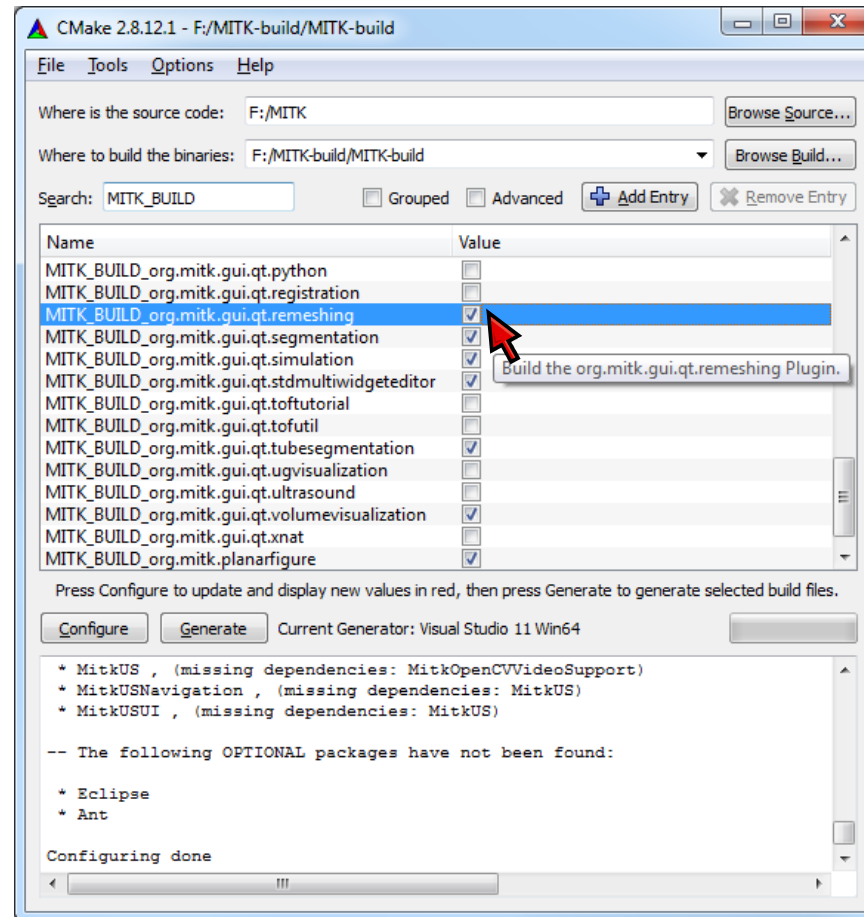 CMake 2.8.12.1 - F:/MITK-build/MITK-build
File Tools Options Help
Where is the source code: F:/MITK Browse Source...
Where to build the binaries: F:/MITK-build/MITK-build Browse Build...
Search: MITK_BUILD Grouped Advanced Add Entry Remove Entry
Name Value
MITK_BUILD_org.mitk.gui.qt.python
MITK_BUILD_org.mitk.gui.qt.registration
MITK_BUILD_org.mitk.gui.qt.remeshing
MITK_BUILD_org.mitk.gui.qt.segmentation
MITK_BUILD_org.mitk.gui.qt.simulation
Build the org.mitk.gui.qt.remeshing Plugin.
MITK_BUILD_org.mitk.gui.qt.stdmultiwidgeteditor
MITK_BUILD_org.mitk.gui.qt.toftutorial
MITK_BUILD_org.mitk.gui.qt.tofutil
MITK_BUILD_org.mitk.gui.qt.tubesegmentation
MITK_BUILD_org.mitk.gui.qt.ugvisualization
MITK_BUILD_org.mitk.gui.qt.ultrasound
MITK_BUILD_org.mitk.gui.qt.volumevisualization
MITK_BUILD_org.mitk.gui.qt.xnat
MITK_BUILD_org.mitk.planarfigure
Press Configure to update and display new values in red, then press Generate to generate selected build files.
Configure Generate Current Generator: Visual Studio 11 Win64
* MitkUS , (missing dependencies: MitkOpenCVVideoSupport)
* MitkUSNavigation , (missing dependencies: MitkUS)
* MitkUSUI , (missing dependencies: MitkUS)
-- The following OPTIONAL packages have not been found:
* Eclipse
* Ant
Configuring done